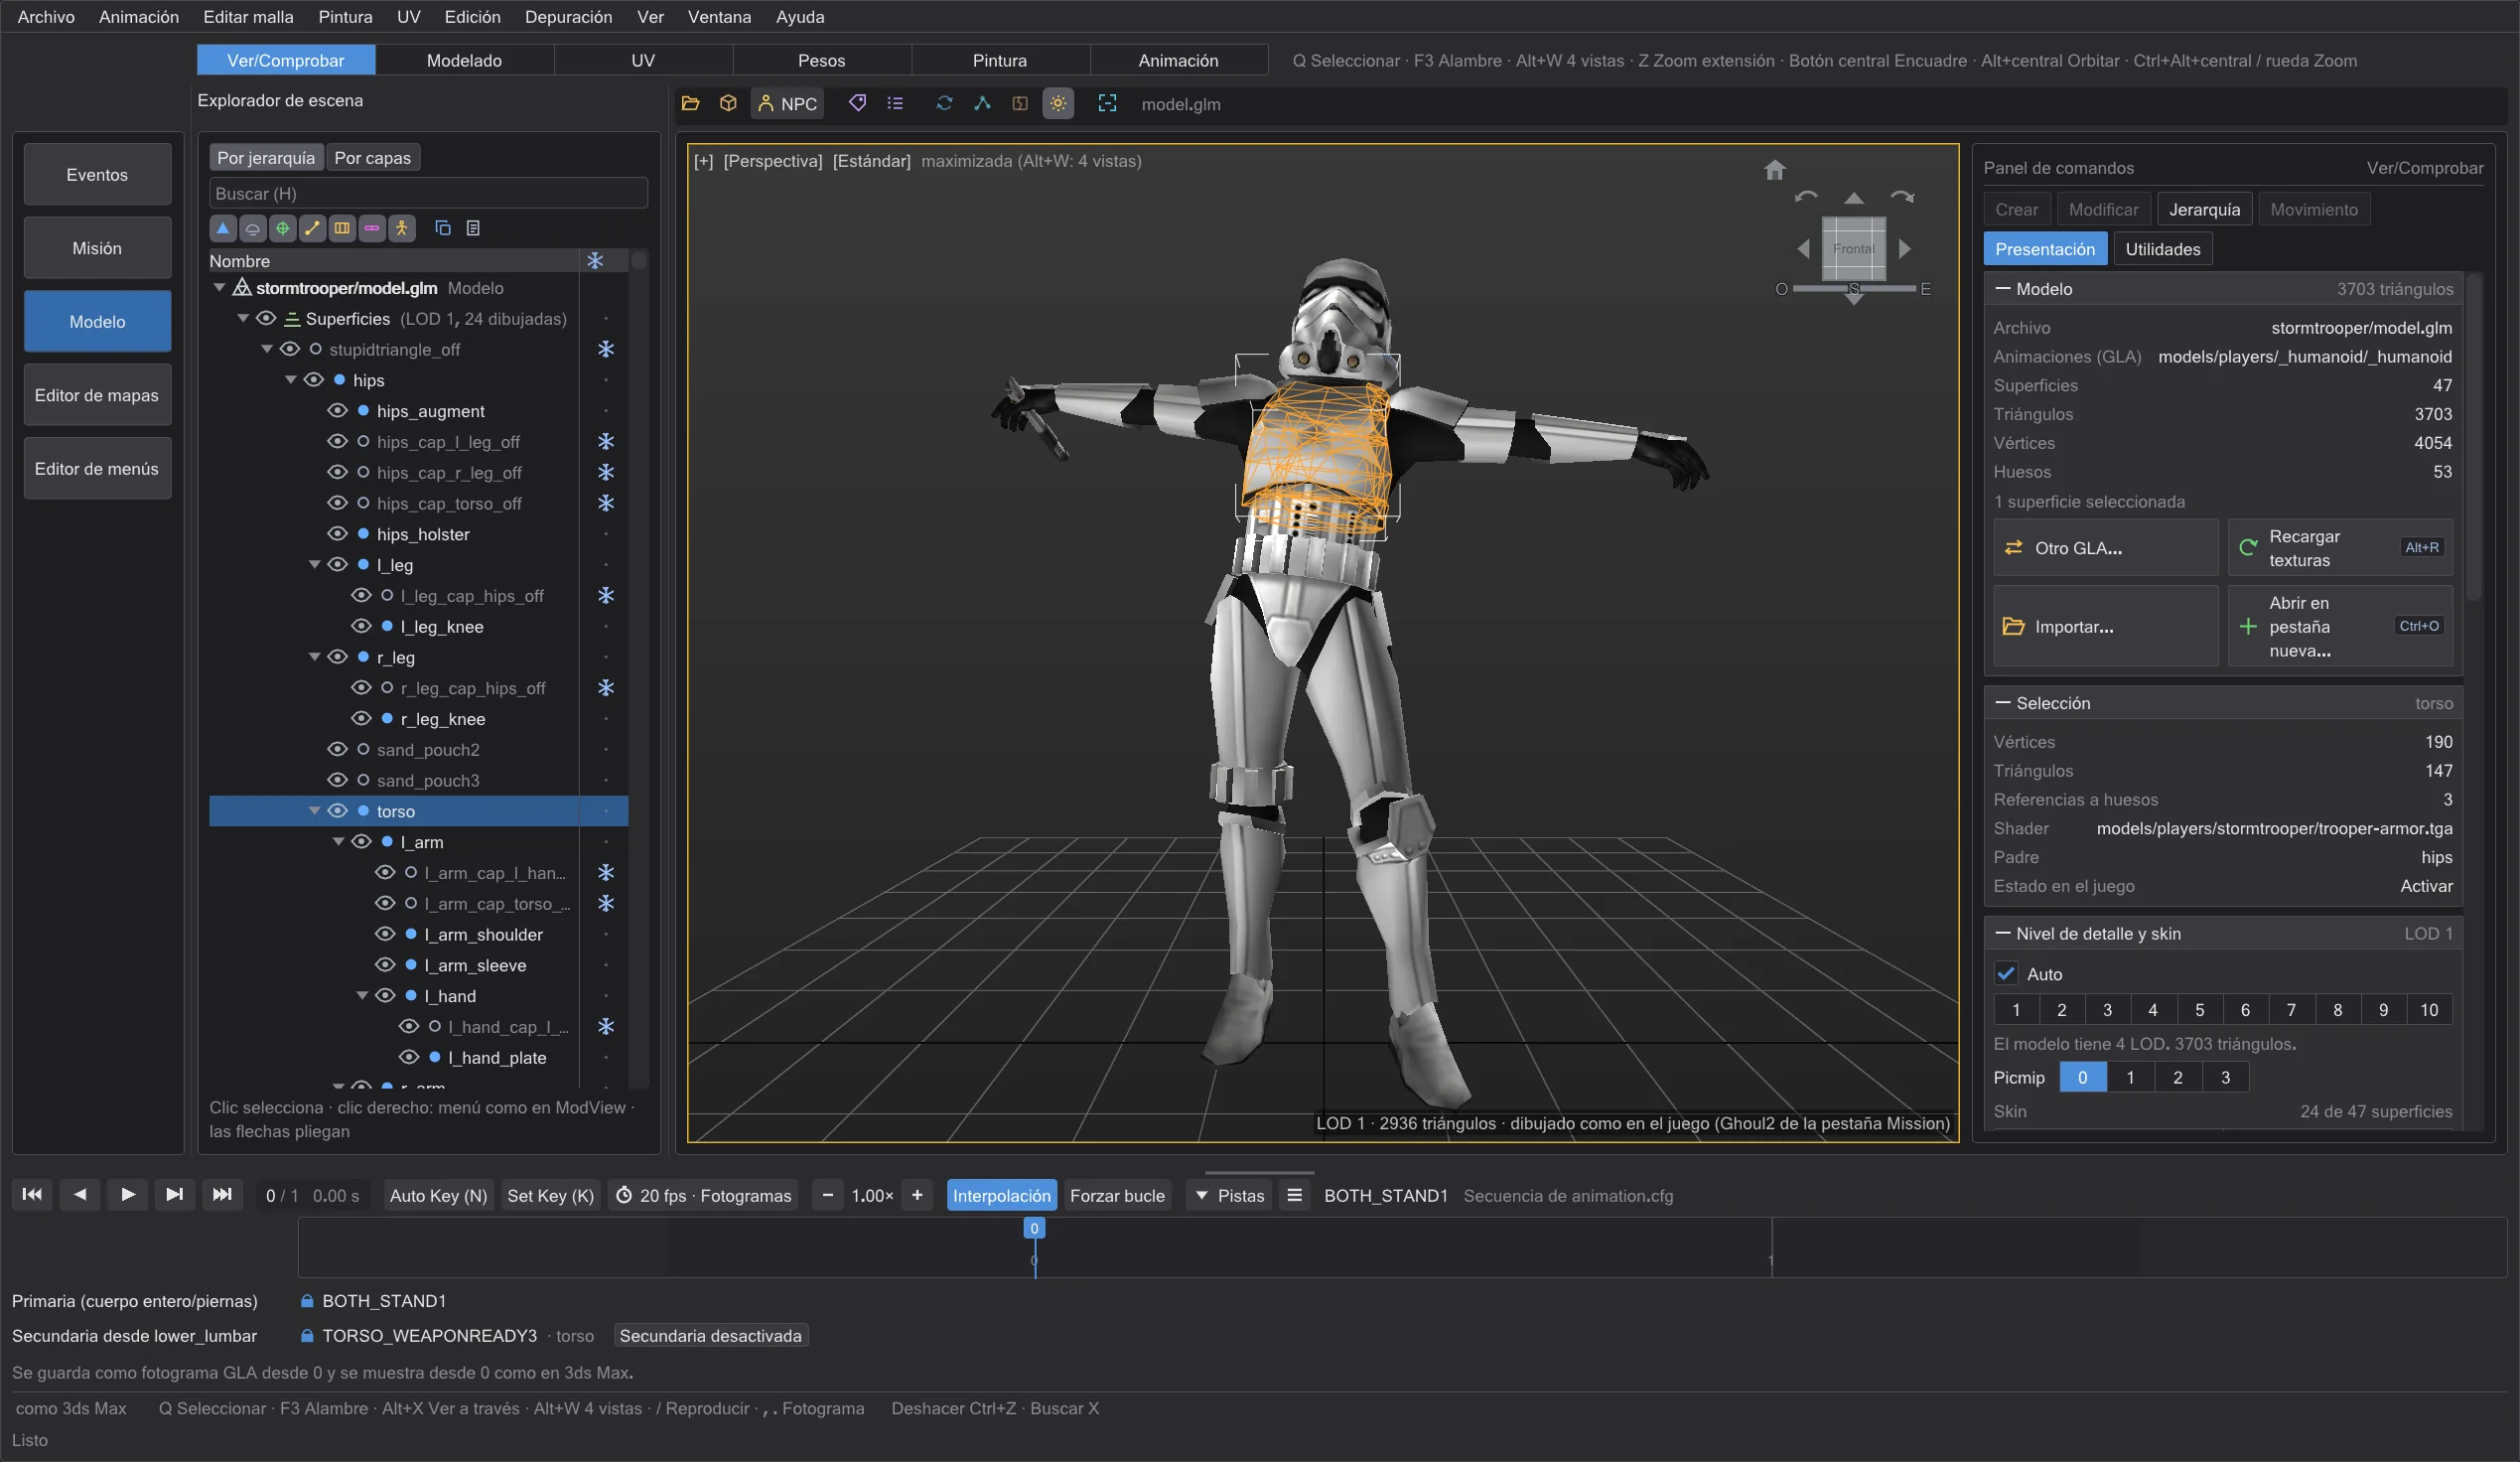 Archivo Animación Editar malla Pintura UV Edición Depuración Ver Ventana Ayuda
Ver/Comprobar Modelado UV Pesos Pintura Animación Q Seleccionar · F3 Alambre · Alt+W 4 vistas · Z Zoom extensión · Botón central Encuadre · Alt+central Orbitar · Ctrl+Alt+central / rueda Zoom
Explorador de escena
NPC model.glm
Eventos
Misión
Modelo
Editor de mapas
Editor de menús
Por jerarquía Por capas
Buscar (H)
Nombre
stormtrooper/model.glm Modelo
Superficies (LOD 1, 24 dibujadas)
stupidtriangle_off
hips
hips_augment
hips_cap_l_leg_off
hips_cap_r_leg_off
hips_cap_torso_off
hips_holster
l_leg
l_leg_cap_hips_off
l_leg_knee
r_leg
r_leg_cap_hips_off
r_leg_knee
sand_pouch2
sand_pouch3
torso
l_arm
l_arm_cap_l_han...
l_arm_cap_torso_...
l_arm_shoulder
l_arm_sleeve
l_hand
l_hand_cap_l_...
l_hand_plate
r_arm
Clic selecciona · clic derecho: menú como en ModView ·
las flechas pliegan
[+] [Perspectiva] [Estándar] maximizada (Alt+W: 4 vistas)
Frontal
O S E
LOD 1 · 2936 triángulos · dibujado como en el juego (Ghoul2 de la pestaña Mission)
Panel de comandos Ver/Comprobar
Crear Modificar Jerarquía Movimiento
Presentación Utilidades
Modelo 3703 triángulos
Archivo stormtrooper/model.glm
Animaciones (GLA) models/players/_humanoid/_humanoid
Superficies 47
Triángulos 3703
Vértices 4054
Huesos 53
1 superficie seleccionada
Otro GLA...
Recargar texturas Alt+R
Importar...
Abrir en pestaña nueva... Ctrl+O
Selección torso
Vértices 190
Triángulos 147
Referencias a huesos 3
Shader models/players/stormtrooper/trooper-armor.tga
Padre hips
Estado en el juego Activar
Nivel de detalle y skin LOD 1
Auto
1 2 3 4 5 6 7 8 9 10
El modelo tiene 4 LOD. 3703 triángulos.
Picmip 0 1 2 3
Skin 24 de 47 superficies
0 / 1 0.00 s Auto Key (N) Set Key (K) 20 fps · Fotogramas − 1.00× + Interpolación Forzar bucle Pistas BOTH_STAND1 Secuencia de animation.cfg
0
0 1
Primaria (cuerpo entero/piernas) BOTH_STAND1
Secundaria desde lower_lumbar TORSO_WEAPONREADY3 · torso Secundaria desactivada
Se guarda como fotograma GLA desde 0 y se muestra desde 0 como en 3ds Max.
como 3ds Max Q Seleccionar · F3 Alambre · Alt+X Ver a través · Alt+W 4 vistas · / Reproducir · , . Fotograma Deshacer Ctrl+Z · Buscar X
Listo